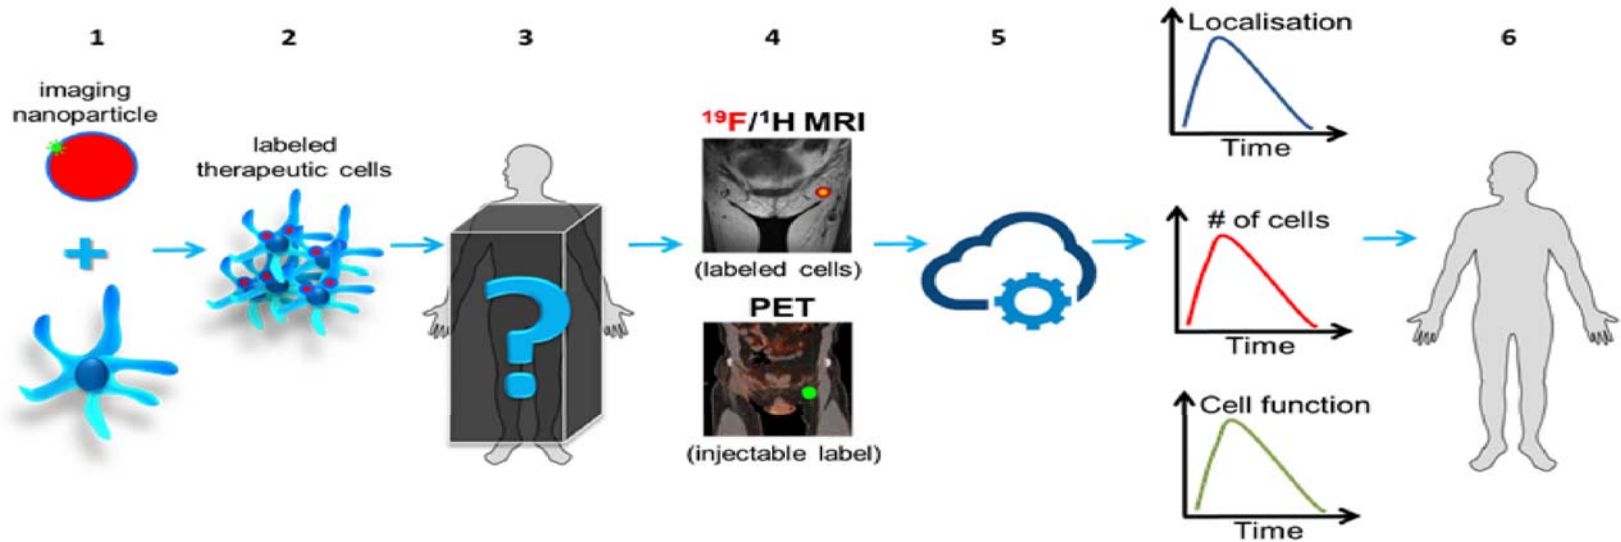 1
2
3
4
5
6
imaging
nanoparticle
labeled
therapeutic cells
?
¹⁹F/¹H MRI
(labeled cells)
PET
(injectable label)
Localisation
Time
# of cells
Time
Cell function
Time